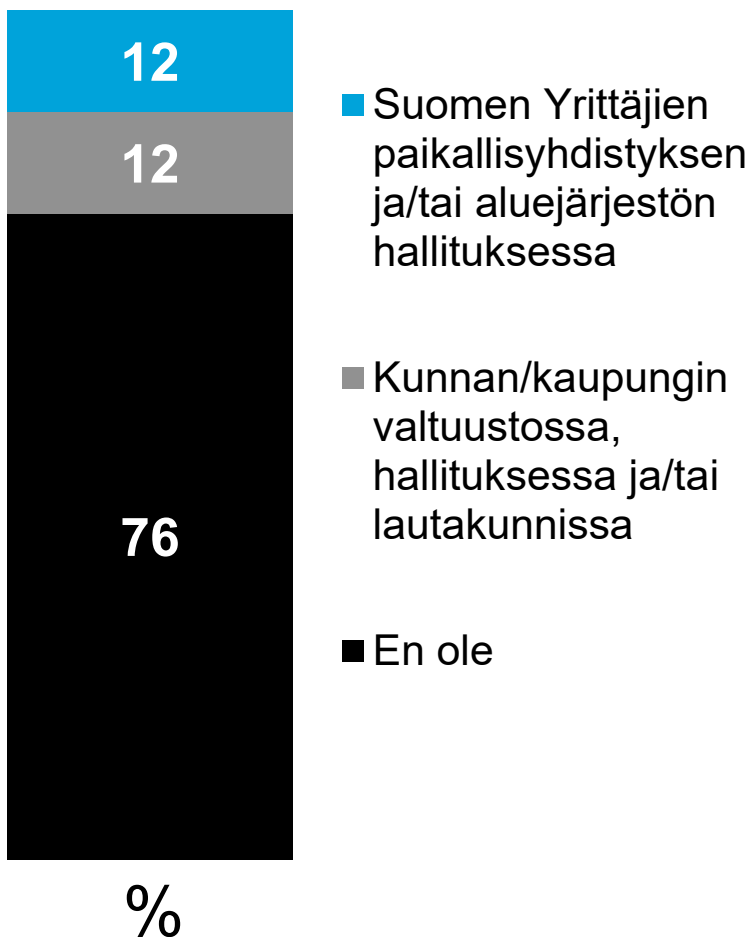 12
12
76
%
Suomen Yrittäjien
paikallisyhdistyksen
ja/tai aluejärjestön
hallituksessa
Kunnan/kaupungin
valtuustossa,
hallituksessa ja/tai
lautakunnissa
En ole